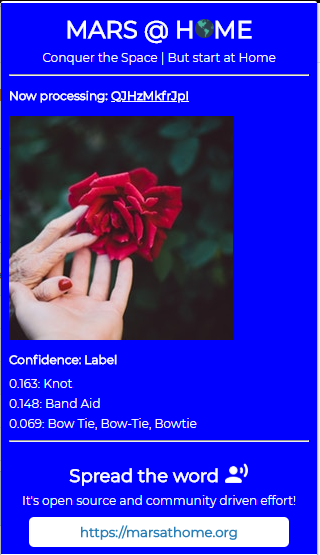 MARS @ H🌎ME
Conquer the Space | But start at Home
Now processing: QJHzMkfrJpI
Confidence: Label
0.163: Knot
0.148: Band Aid
0.069: Bow Tie, Bow-Tie, Bowtie
Spread the word
It's open source and community driven effort!
https://marsathome.org